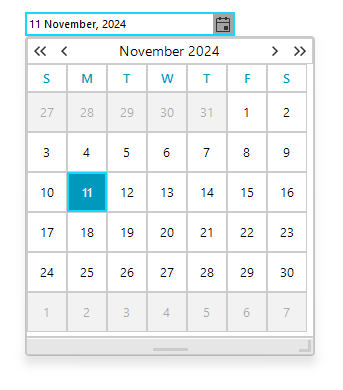 11 November, 2024
November 2024
S M T W T F S
27 28 29 30 31 1 2
3 4 5 6 7 8 9
10 11 12 13 14 15 16
17 18 19 20 21 22 23
24 25 26 27 28 29 30
1 2 3 4 5 6 7